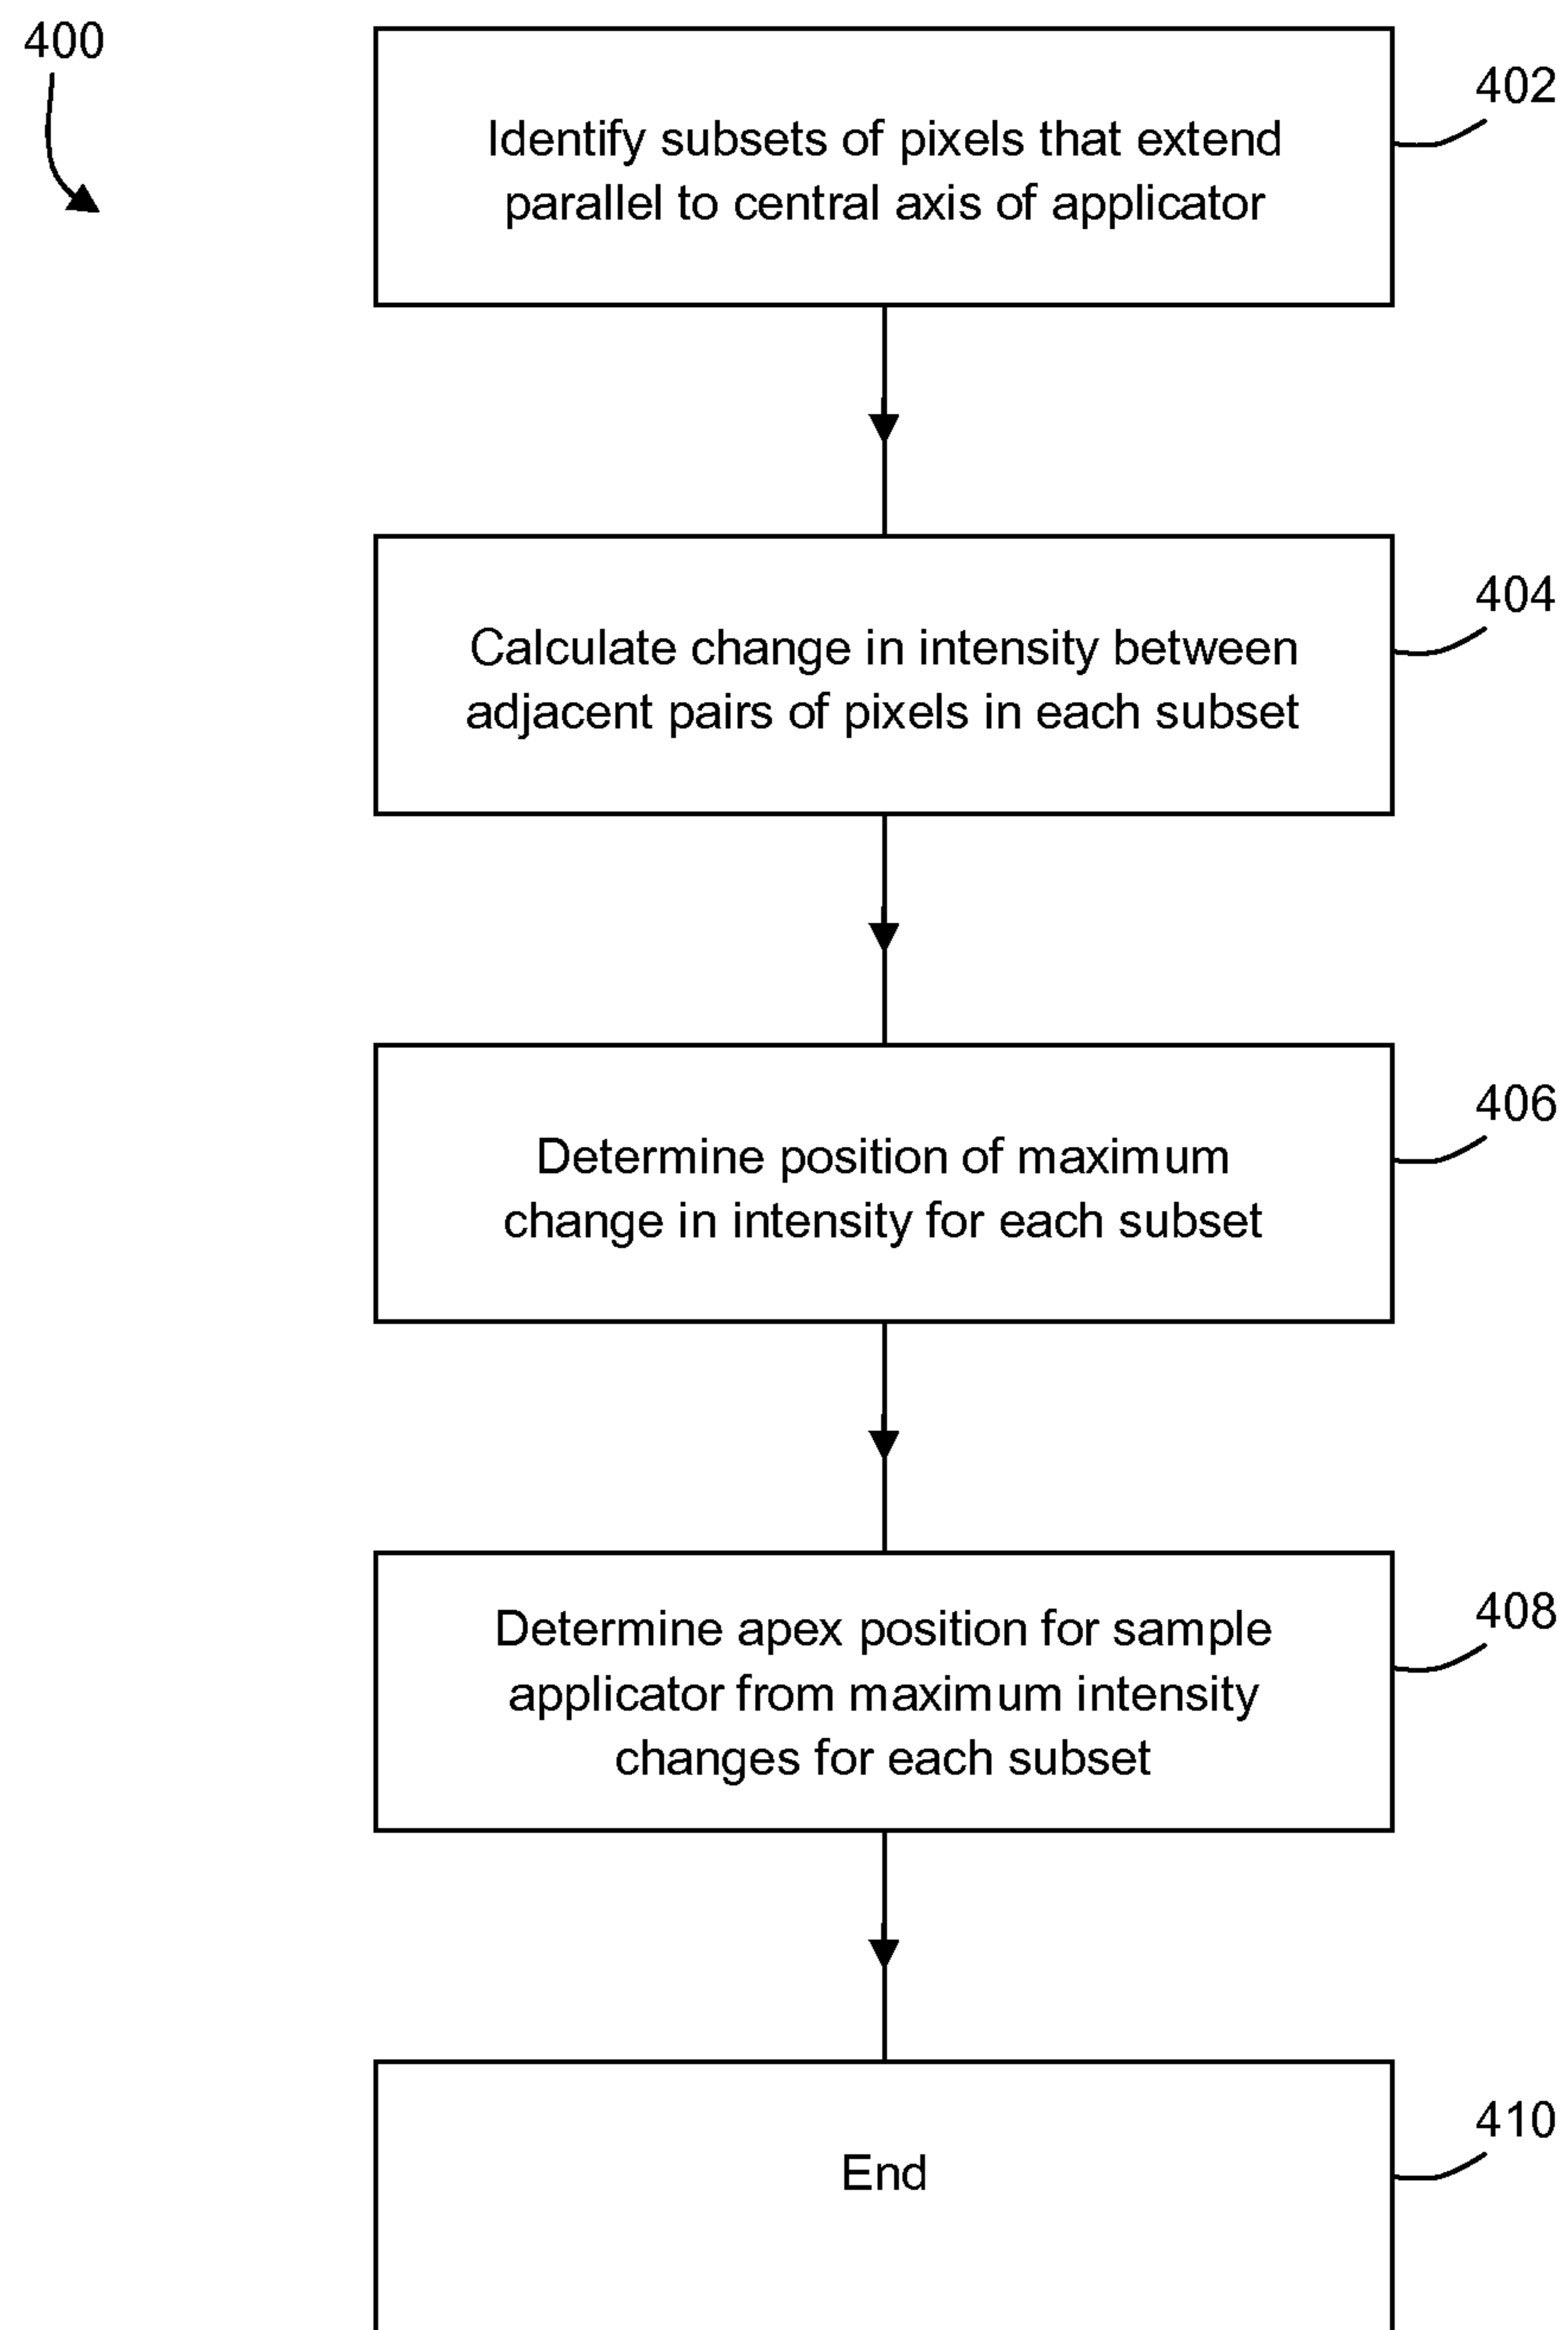 400
402
Identify subsets of pixels that extend
parallel to central axis of applicator
404
Calculate change in intensity between
adjacent pairs of pixels in each subset
406
Determine position of maximum
change in intensity for each subset
408
Determine apex position for sample
applicator from maximum intensity
changes for each subset
410
End